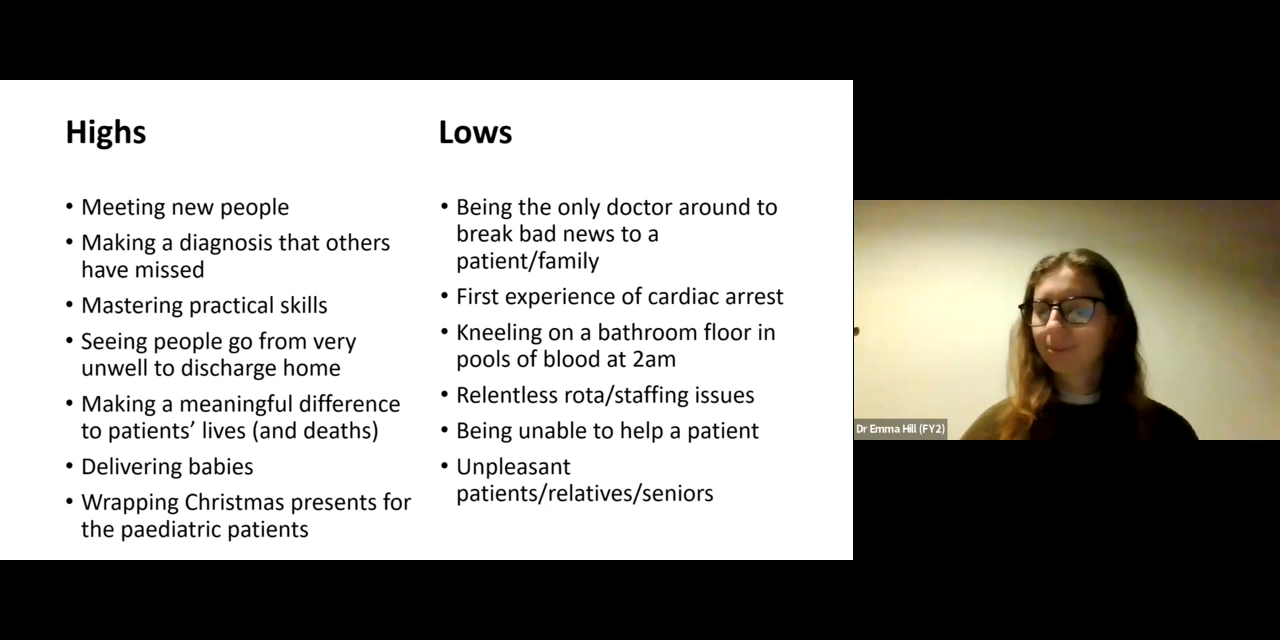 Highs
• Meeting new people
• Making a diagnosis that others
have missed
• Mastering practical skills
• Seeing people go from very
unwell to discharge home
• Making a meaningful difference
to patients’ lives (and deaths)
• Delivering babies
• Wrapping Christmas presents for
the paediatric patients
Lows
• Being the only doctor around to
break bad news to a
patient/family
• First experience of cardiac arrest
• Kneeling on a bathroom floor in
pools of blood at 2am
• Relentless rota/staffing issues
• Being unable to help a patient
• Unpleasant
patients/relatives/seniors
Dr Emma Hill (FY2)